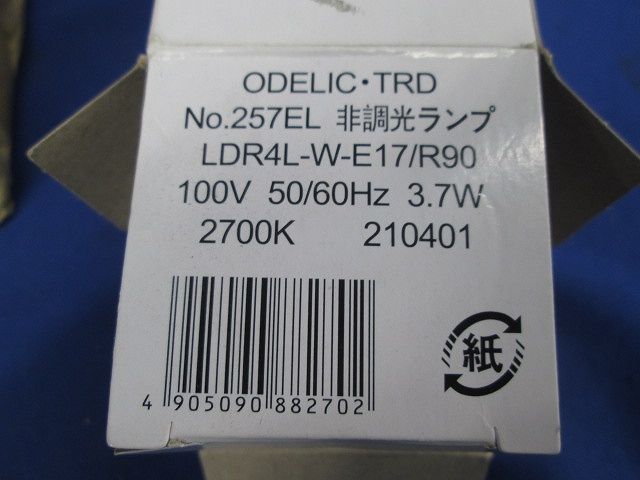 ODELIC・TRD
No.257EL 非調光ランプ
LDR4L-W-E17/R90
100V 50/60Hz 3.7W
2700K 210401
紙
4 905090 882702